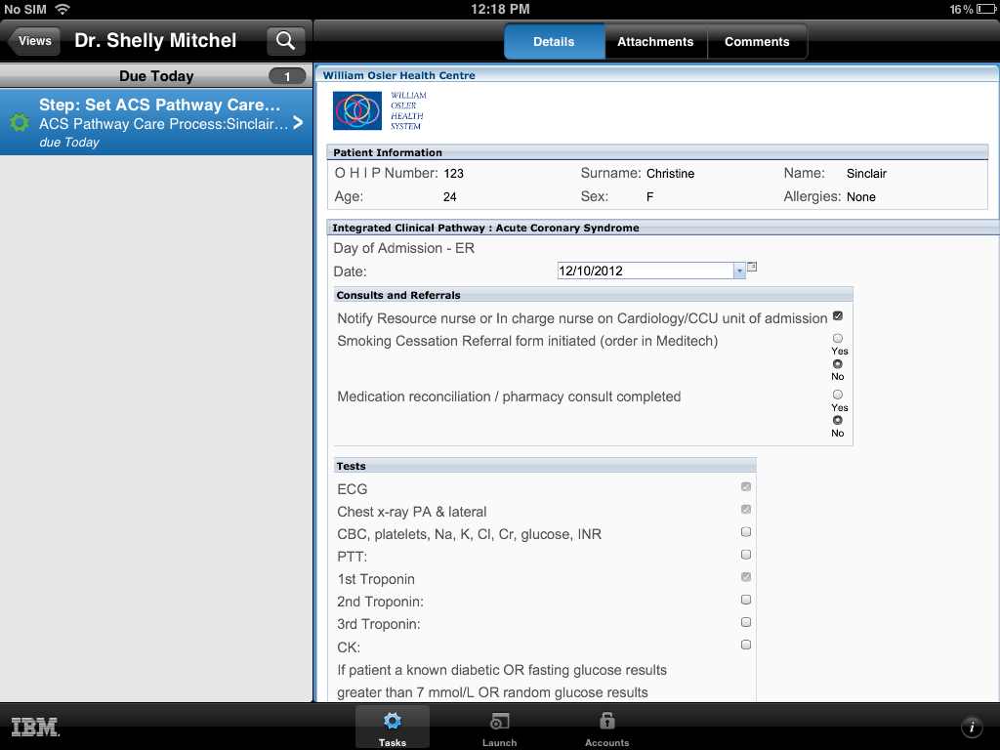 No SIM 12:18 PM 16%
Views Dr. Shelly Mitchel Details Attachments Comments
Due Today 1
Step: Set ACS Pathway Care...
ACS Pathway Care Process:Sinclair...
due Today
William Osler Health Centre
WILLIAM
OSLER
HEALTH
SYSTEM
Patient Information
O H I P Number: 123 Surname: Christine Name: Sinclair
Age: 24 Sex: F Allergies: None
Integrated Clinical Pathway : Acute Coronary Syndrome
Day of Admission - ER
Date: 12/10/2012
Consults and Referrals
Notify Resource nurse or In charge nurse on Cardiology/CCU unit of admission
Smoking Cessation Referral form initiated (order in Meditech)
Yes
No
Medication reconciliation / pharmacy consult completed
Yes
No
Tests
ECG
Chest x-ray PA & lateral
CBC, platelets, Na, K, Cl, Cr, glucose, INR
PTT:
1st Troponin
2nd Troponin:
3rd Troponin:
CK:
If patient a known diabetic OR fasting glucose results
greater than 7 mmol/L OR random glucose results
IBM.
Tasks Launch Accounts
i